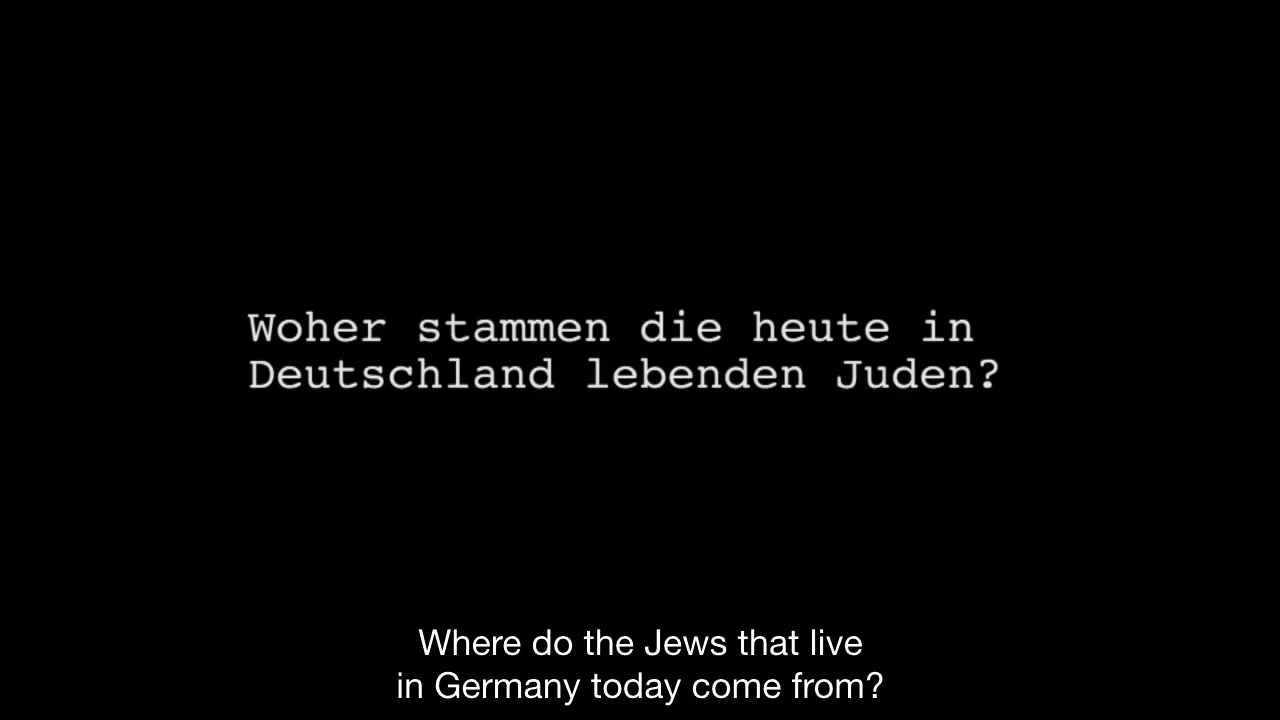 Woher stammen die heute in
Deutschland lebenden Juden?
Where do the Jews that live
in Germany today come from?